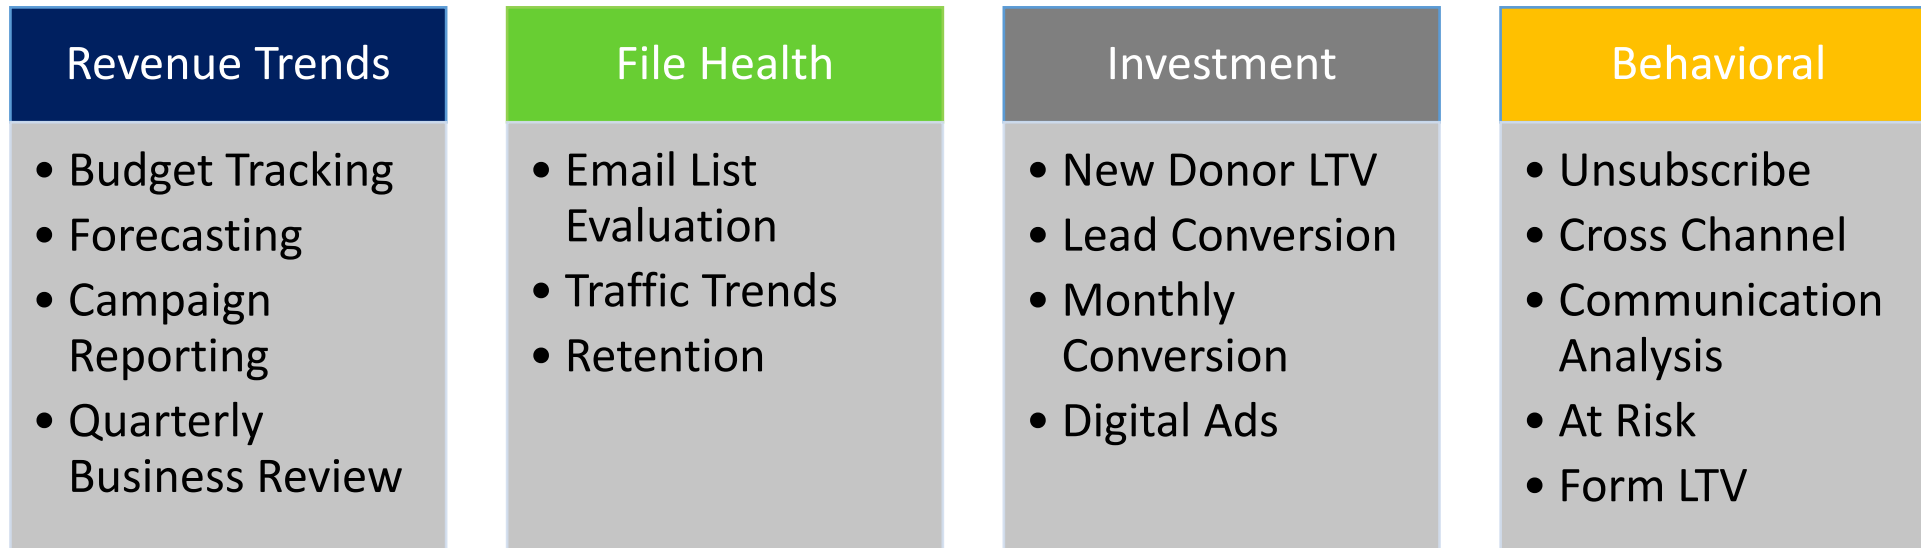 Revenue Trends
• Budget Tracking
• Forecasting
• Campaign
Reporting
• Quarterly
Business Review
File Health
• Email List
Evaluation
• Traffic Trends
• Retention
Investment
• New Donor LTV
• Lead Conversion
• Monthly
Conversion
• Digital Ads
Behavioral
• Unsubscribe
• Cross Channel
• Communication
Analysis
• At Risk
• Form LTV